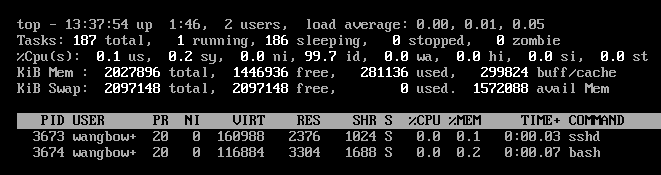 top - 13:37:54 up  1:46,  2 users,  load average: 0.00, 0.01, 0.05
Tasks: 187 total,   1 running, 186 sleeping,   0 stopped,   0 zombie
%Cpu(s):  0.1 us,  0.2 sy,  0.0 ni, 99.7 id,  0.0 wa,  0.0 hi,  0.0 si,  0.0 st
KiB Mem :  2027896 total,  1446936 free,   281136 used,   299824 buff/cache
KiB Swap:  2097148 total,  2097148 free,        0 used.  1572088 avail Mem
PID USER      PR  NI    VIRT    RES    SHR S  %CPU %MEM     TIME+ COMMAND
3673 wangbow+  20   0  160988   2376   1024 S   0.0  0.1   0:00.03 sshd
3674 wangbow+  20   0  116884   3304   1688 S   0.0  0.2   0:00.07 bash